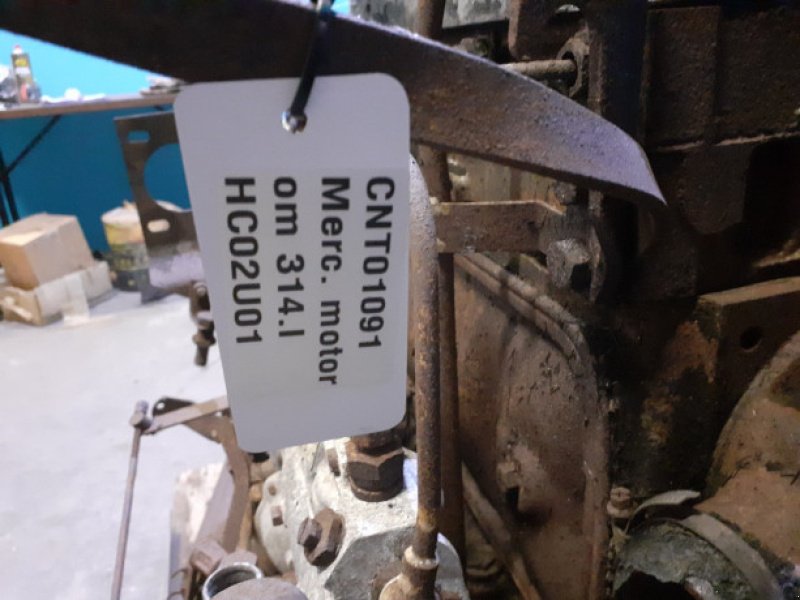 CNT01091
Merc. motor
om 314.I
HC02U01